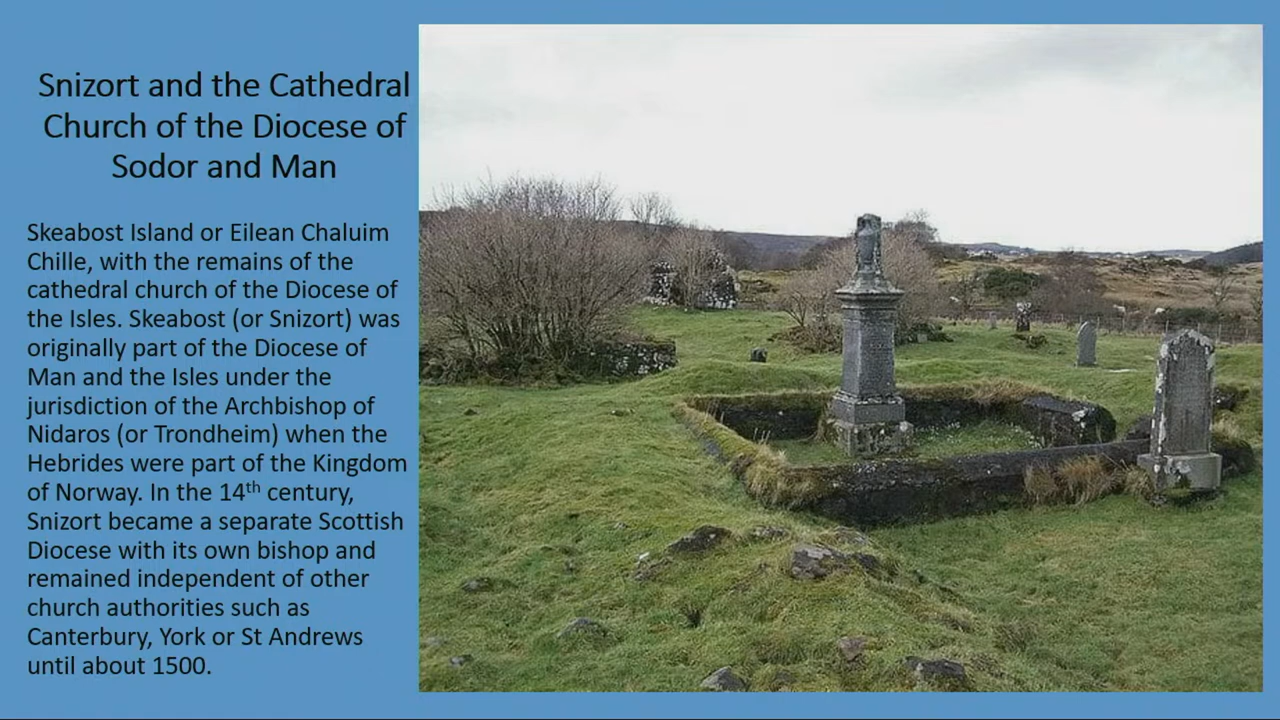 Snizort and the Cathedral
Church of the Diocese of
Sodor and Man
Skeabost Island or Eilean Chaluim
Chille, with the remains of the
cathedral church of the Diocese of
the Isles. Skeabost (or Snizort) was
originally part of the Diocese of
Man and the Isles under the
jurisdiction of the Archbishop of
Nidaros (or Trondheim) when the
Hebrides were part of the Kingdom
of Norway. In the 14th century,
Snizort became a separate Scottish
Diocese with its own bishop and
remained independent of other
church authorities such as
Canterbury, York or St Andrews
until about 1500.